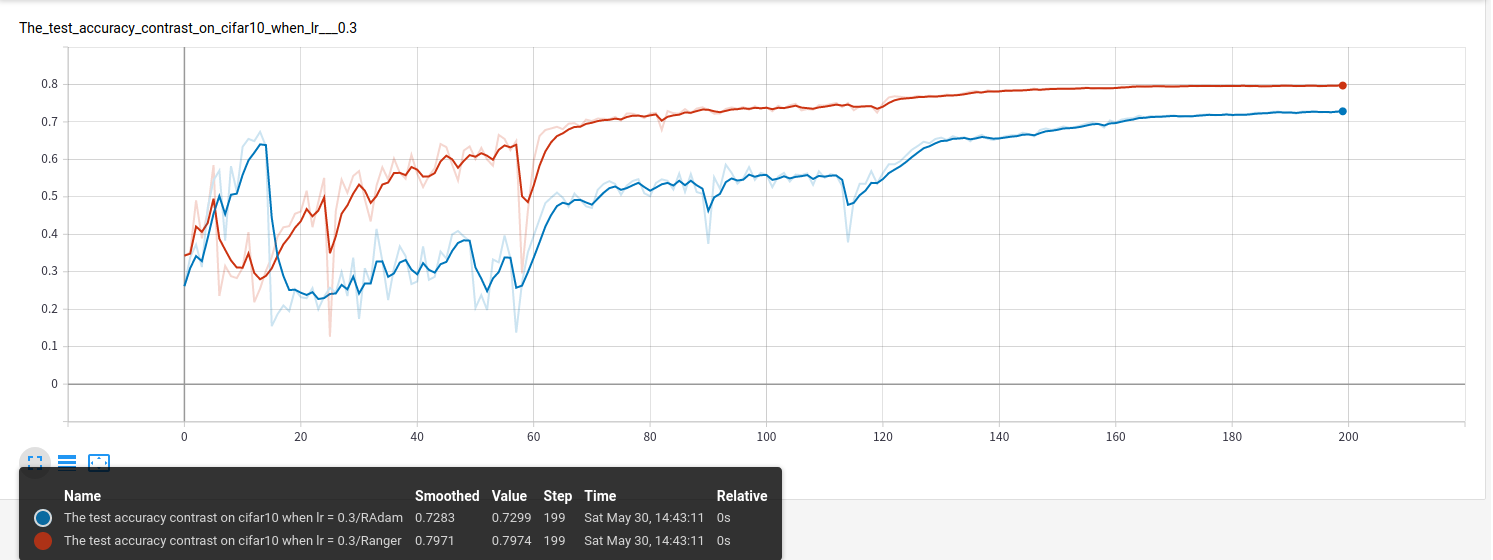 The_test_accuracy_contrast_on_cifar10_when_lr___0.3
0.8
0.7
0.6
0.5
0.4
0.3
0.2
0.1
0
0 20 40 60 80 100 120 140 160 180 200
Name Smoothed Value Step Time Relative
The test accuracy contrast on cifar10 when lr = 0.3/RAdam 0.7283 0.7299 199 Sat May 30, 14:43:11 0s
The test accuracy contrast on cifar10 when lr = 0.3/Ranger 0.7971 0.7974 199 Sat May 30, 14:43:11 0s